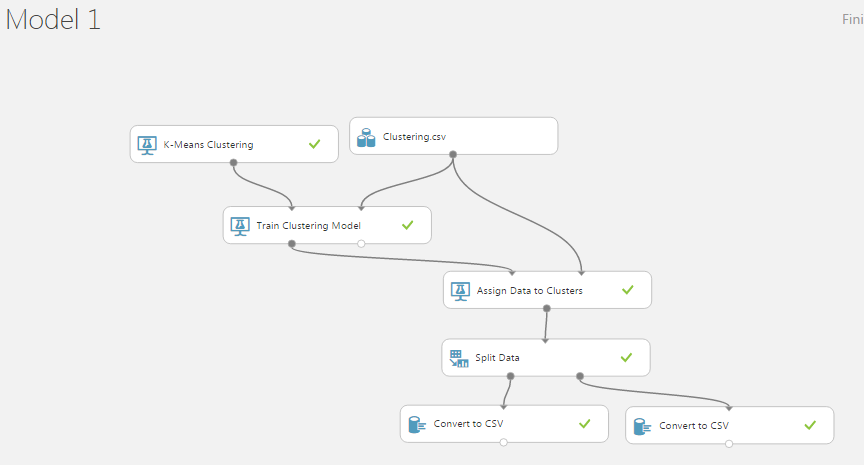 Model 1
Fini
K-Means Clustering
Clustering.csv
Train Clustering Model
Assign Data to Clusters
Split Data
Convert to CSV
Convert to CSV